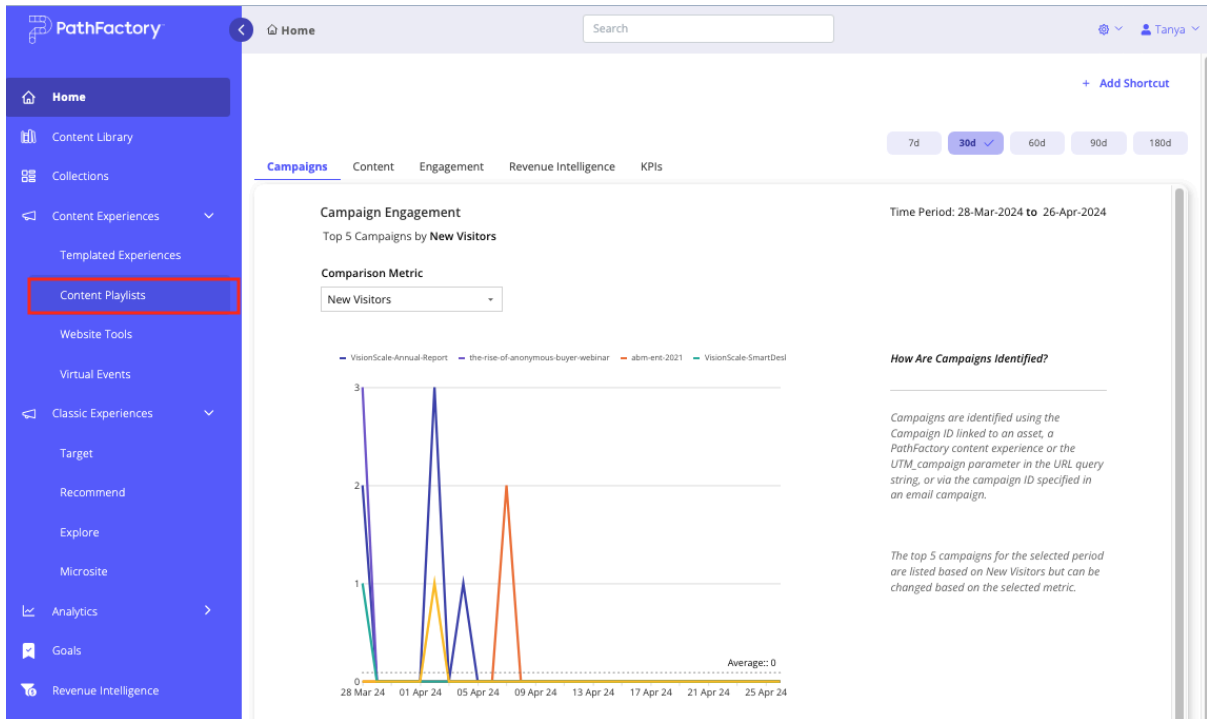 PathFactory
Home
Search
Tanya
Home
Content Library
Collections
Content Experiences
Templated Experiences
Content Playlists
Website Tools
Virtual Events
Classic Experiences
Target
Recommend
Explore
Microsite
Analytics
Goals
Revenue Intelligence
+ Add Shortcut
7d 30d 60d 90d 180d
Campaigns Content Engagement Revenue Intelligence KPIs
Campaign Engagement
Time Period: 28-Mar-2024 to 26-Apr-2024
Top 5 Campaigns by New Visitors
Comparison Metric
New Visitors
VisionScale-Annual-Report the-rise-of-anonymous-buyer-webinar abm-ent-2021 VisionScale-SmartDesl
3
2
1
0
Average:: 0
28 Mar 24 01 Apr 24 05 Apr 24 09 Apr 24 13 Apr 24 17 Apr 24 21 Apr 24 25 Apr 24
How Are Campaigns Identified?
Campaigns are identified using the
Campaign ID linked to an asset, a
PathFactory content experience or the
UTM_campaign parameter in the URL query
string, or via the campaign ID specified in
an email campaign.
The top 5 campaigns for the selected period
are listed based on New Visitors but can be
changed based on the selected metric.